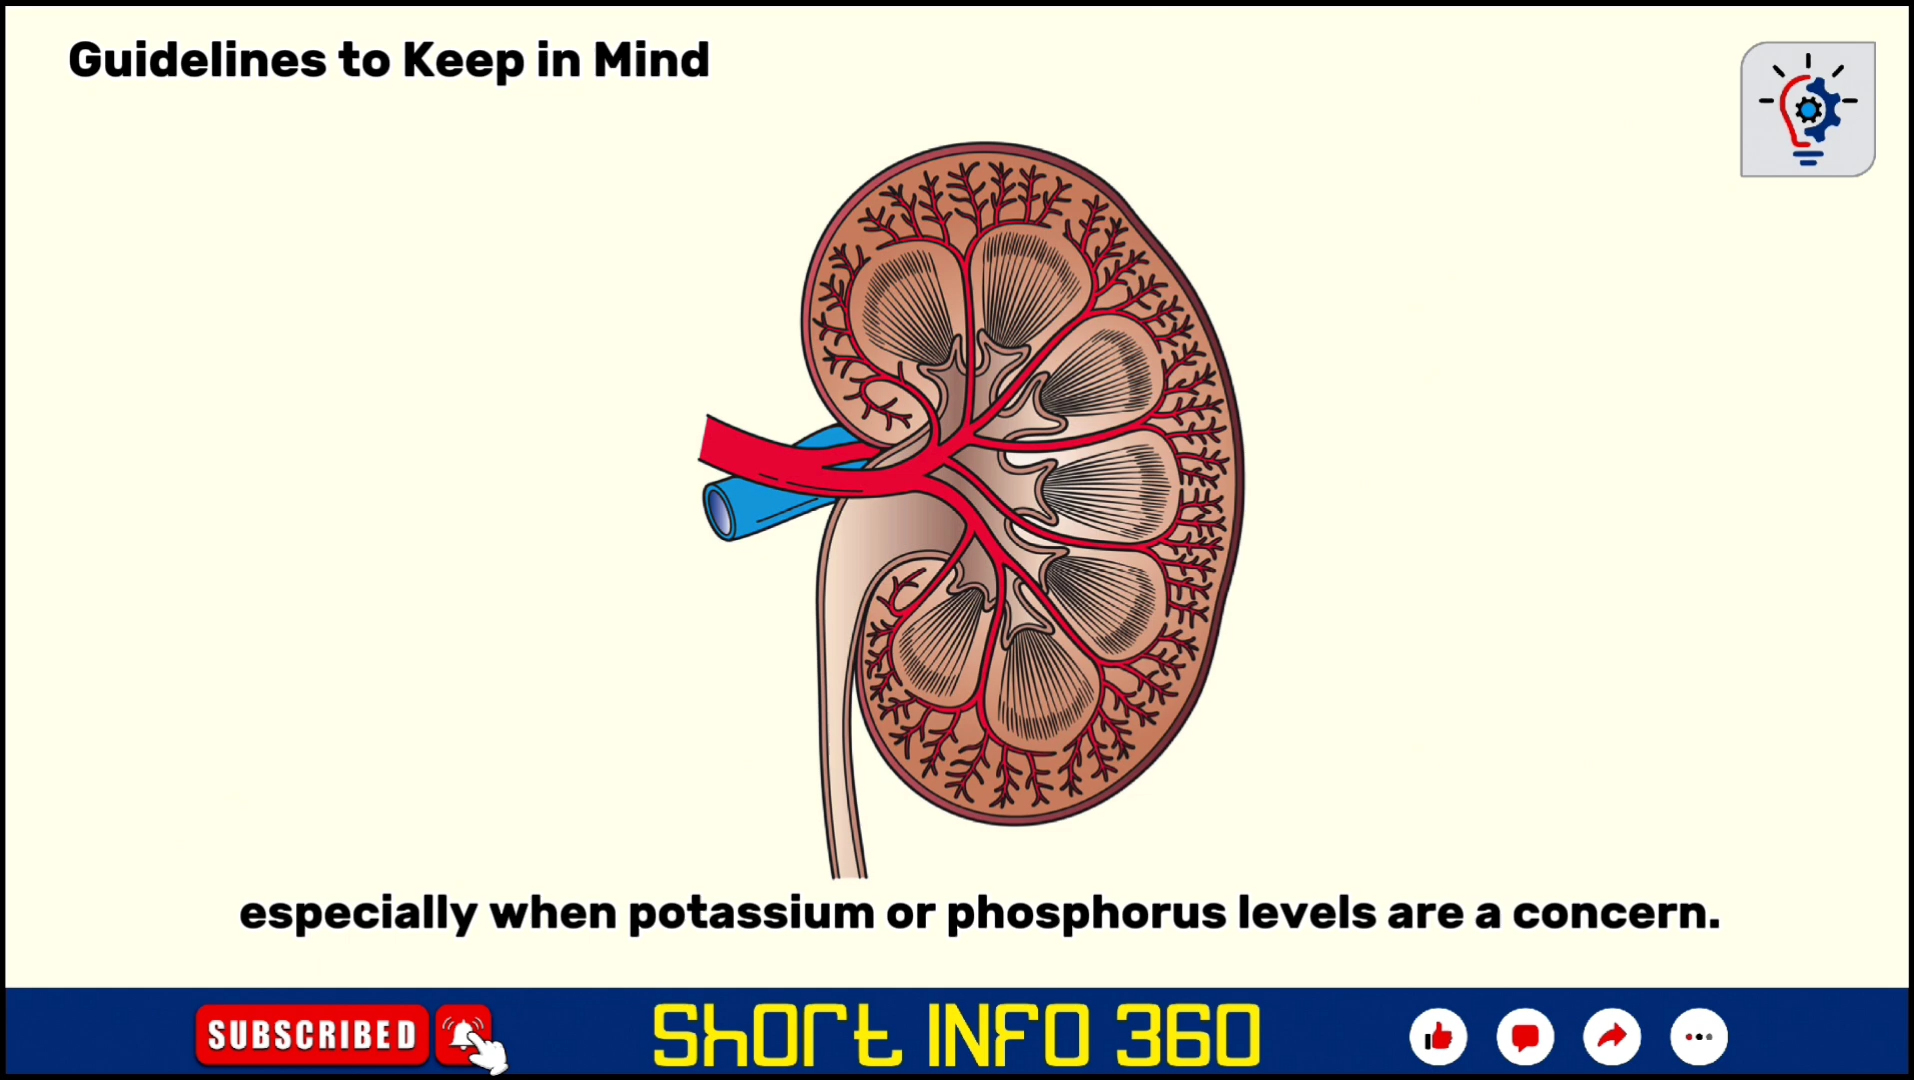 Guidelines to Keep in Mind
especially when potassium or phosphorus levels are a concern.
SUBSCRIBED
Short INFO 360